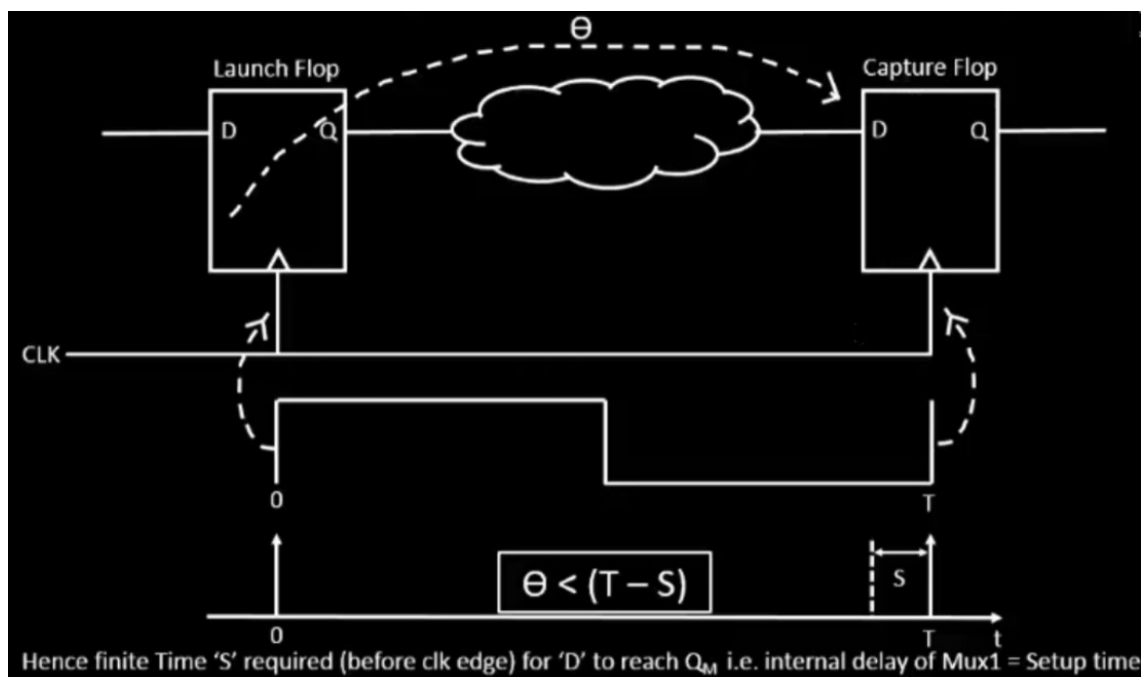 Θ
Launch Flop
Capture Flop
D Q
D Q
CLK
0 T
Θ < (T – S)
S
0 T t
Hence finite Time 'S' required (before clk edge) for 'D' to reach Q_M i.e. internal delay of Mux1 = Setup time